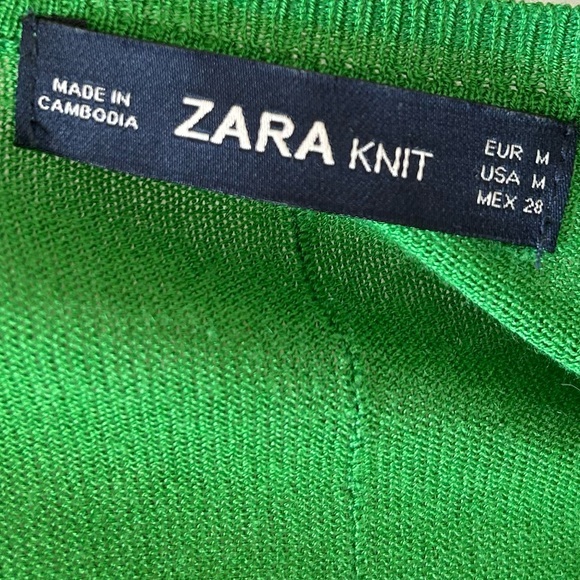 MADE IN
CAMBODIA
ZARA KNIT
EUR M
USA M
MEX 28